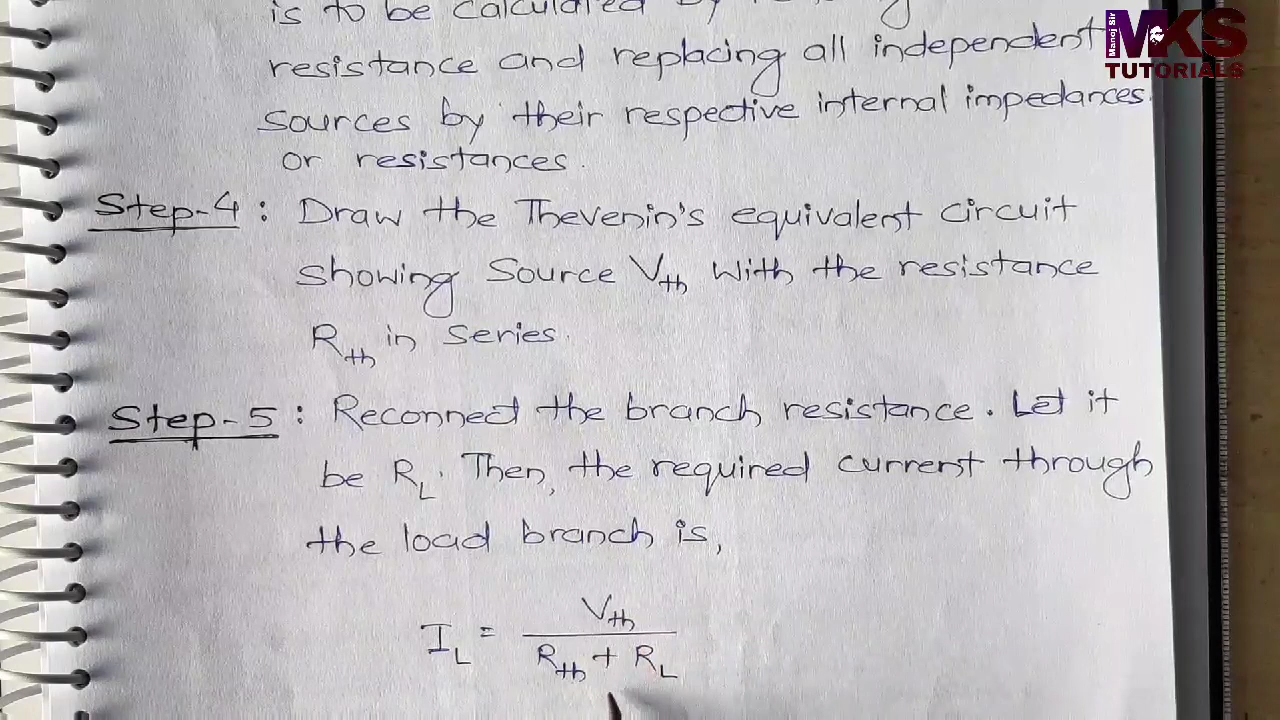 is to be calculated by
resistance and replacing all independent
sources by their respective internal impedances
or resistances.
Step-4 : Draw the Thevenin's equivalent circuit
showing source Vth with the resistance
Rth in series.
Step-5 : Reconnect the branch resistance. Let it
be RL. Then, the required current through
the load branch is,
IL = Vth / (Rth + RL)
Manoj Sir
MKS
TUTORIALS